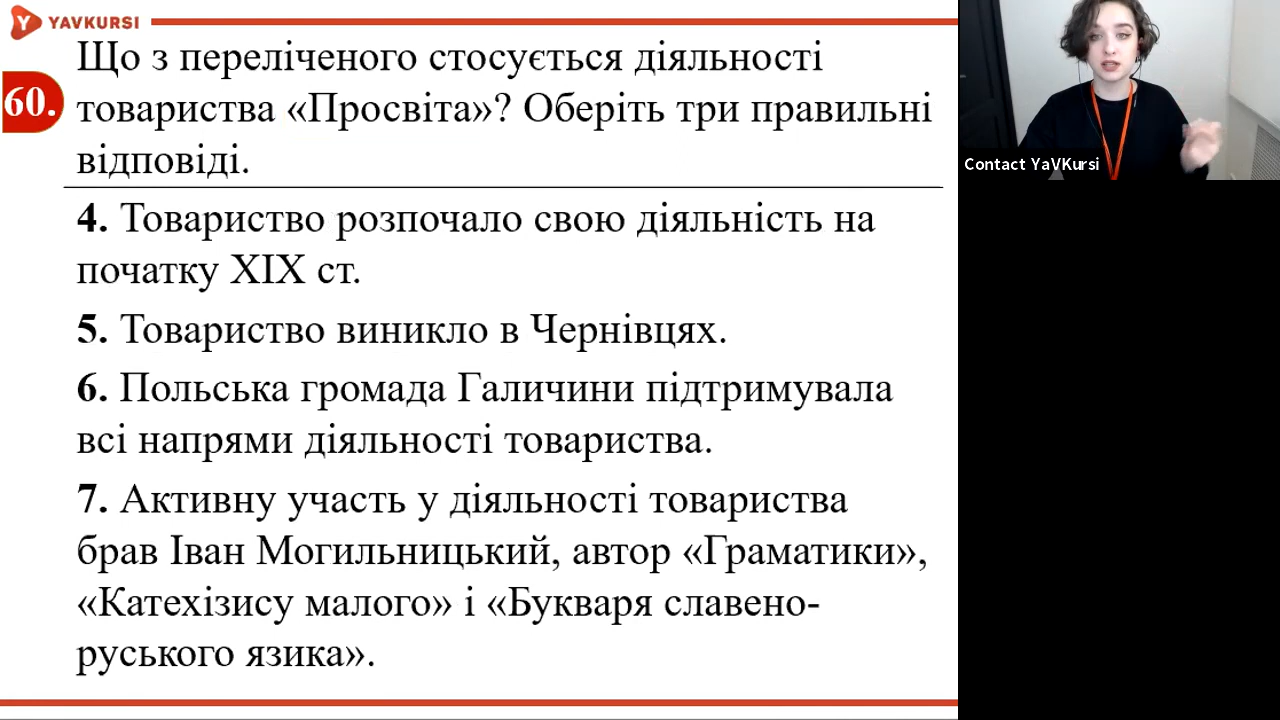 YAVKURSI
Що з переліченого стосується діяльності
60.
товариства «Просвіта»? Оберіть три правильні
відповіді.
4. Товариство розпочало свою діяльність на
початку XIX ст.
5. Товариство виникло в Чернівцях.
6. Польська громада Галичини підтримувала
всі напрями діяльності товариства.
7. Активну участь у діяльності товариства
брав Іван Могильницький, автор «Граматики»,
«Катехізису малого» і «Букваря славено-
руського язика».
Contact YaVKursi